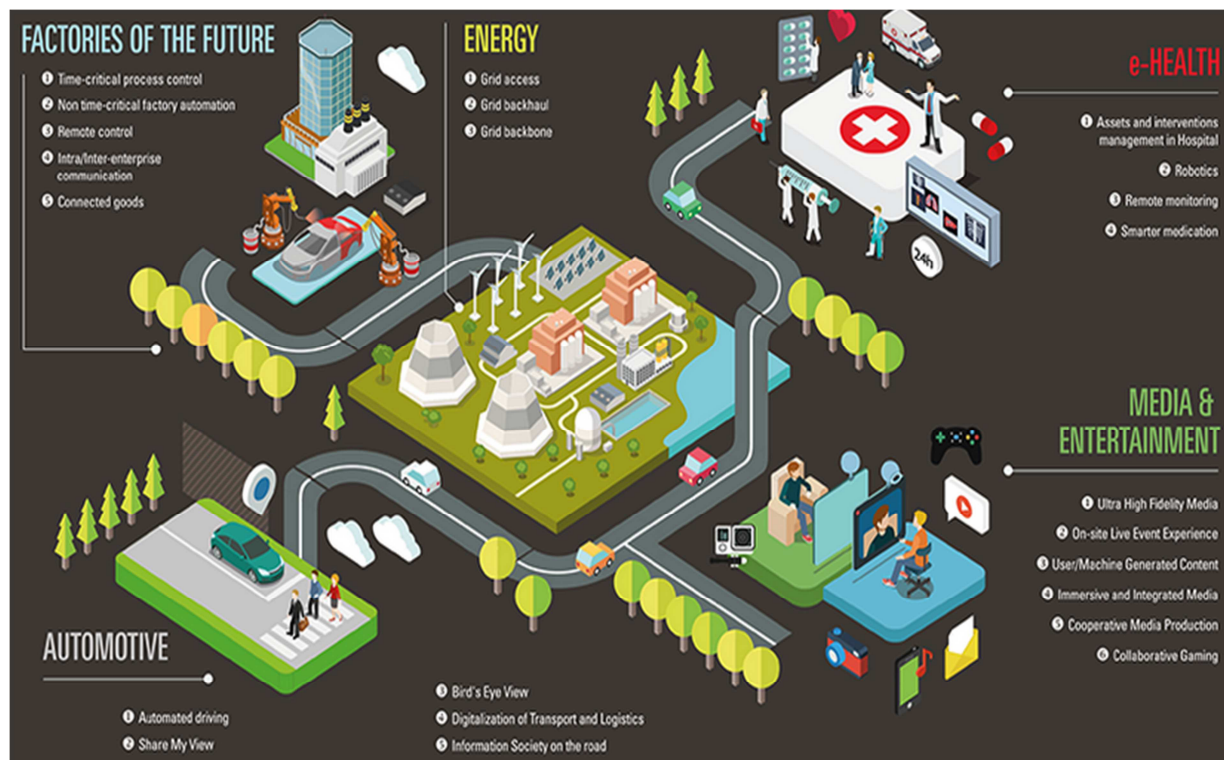 FACTORIES OF THE FUTURE
1 Time-critical process control
2 Non time-critical factory automation
3 Remote control
4 Intra/Inter-enterprise
communication
5 Connected goods
ENERGY
1 Grid access
2 Grid backhaul
3 Grid backbone
e-HEALTH
1 Assets and interventions
management in Hospital
2 Robotics
3 Remote monitoring
4 Smarter medication
24h
MEDIA &
ENTERTAINMENT
1 Ultra High Fidelity Media
2 On-site Live Event Experience
3 User/Machine Generated Content
4 Immersive and Integrated Media
5 Cooperative Media Production
6 Collaborative Gaming
AUTOMOTIVE
1 Automated driving
2 Share My View
3 Bird's Eye View
4 Digitalization of Transport and Logistics
5 Information Society on the road